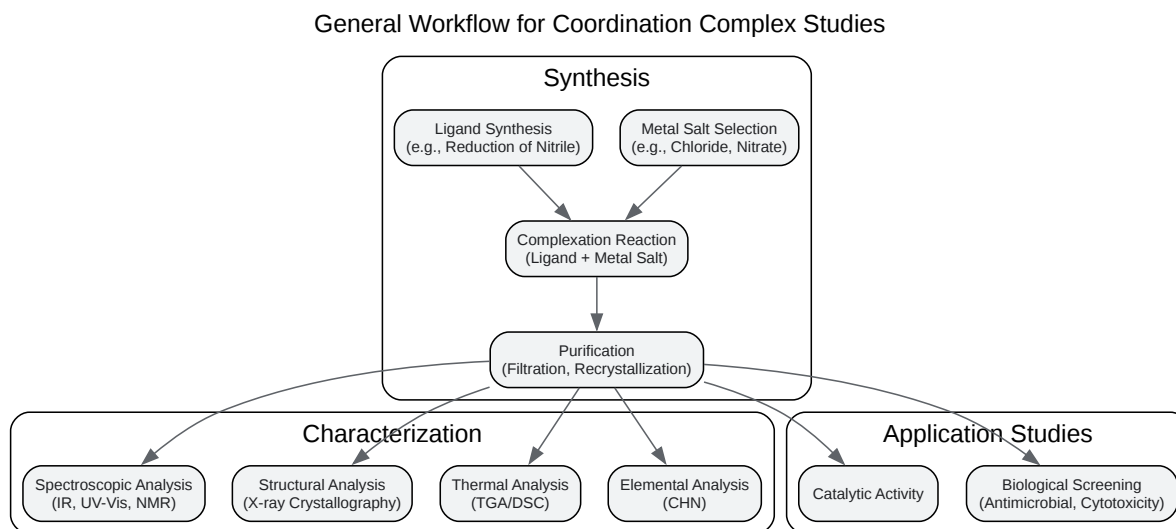 General Workflow for Coordination Complex Studies
Synthesis
Ligand Synthesis
(e.g., Reduction of Nitrile)
Metal Salt Selection
(e.g., Chloride, Nitrate)
Complexation Reaction
(Ligand + Metal Salt)
Purification
(Filtration, Recrystallization)
Characterization
Spectroscopic Analysis
(IR, UV-Vis, NMR)
Structural Analysis
(X-ray Crystallography)
Thermal Analysis
(TGA/DSC)
Elemental Analysis
(CHN)
Application Studies
Catalytic Activity
Biological Screening
(Antimicrobial, Cytotoxicity)